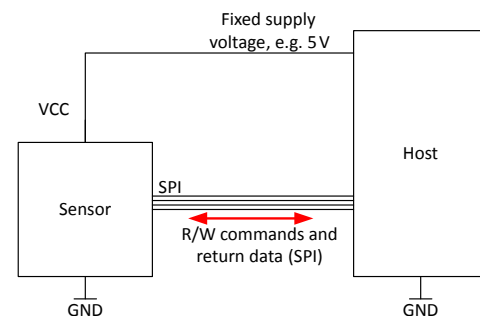 Fixed supply
voltage, e.g. 5 V
VCC
Host
SPI
Sensor
R/W commands and
return data (SPI)
GND
GND